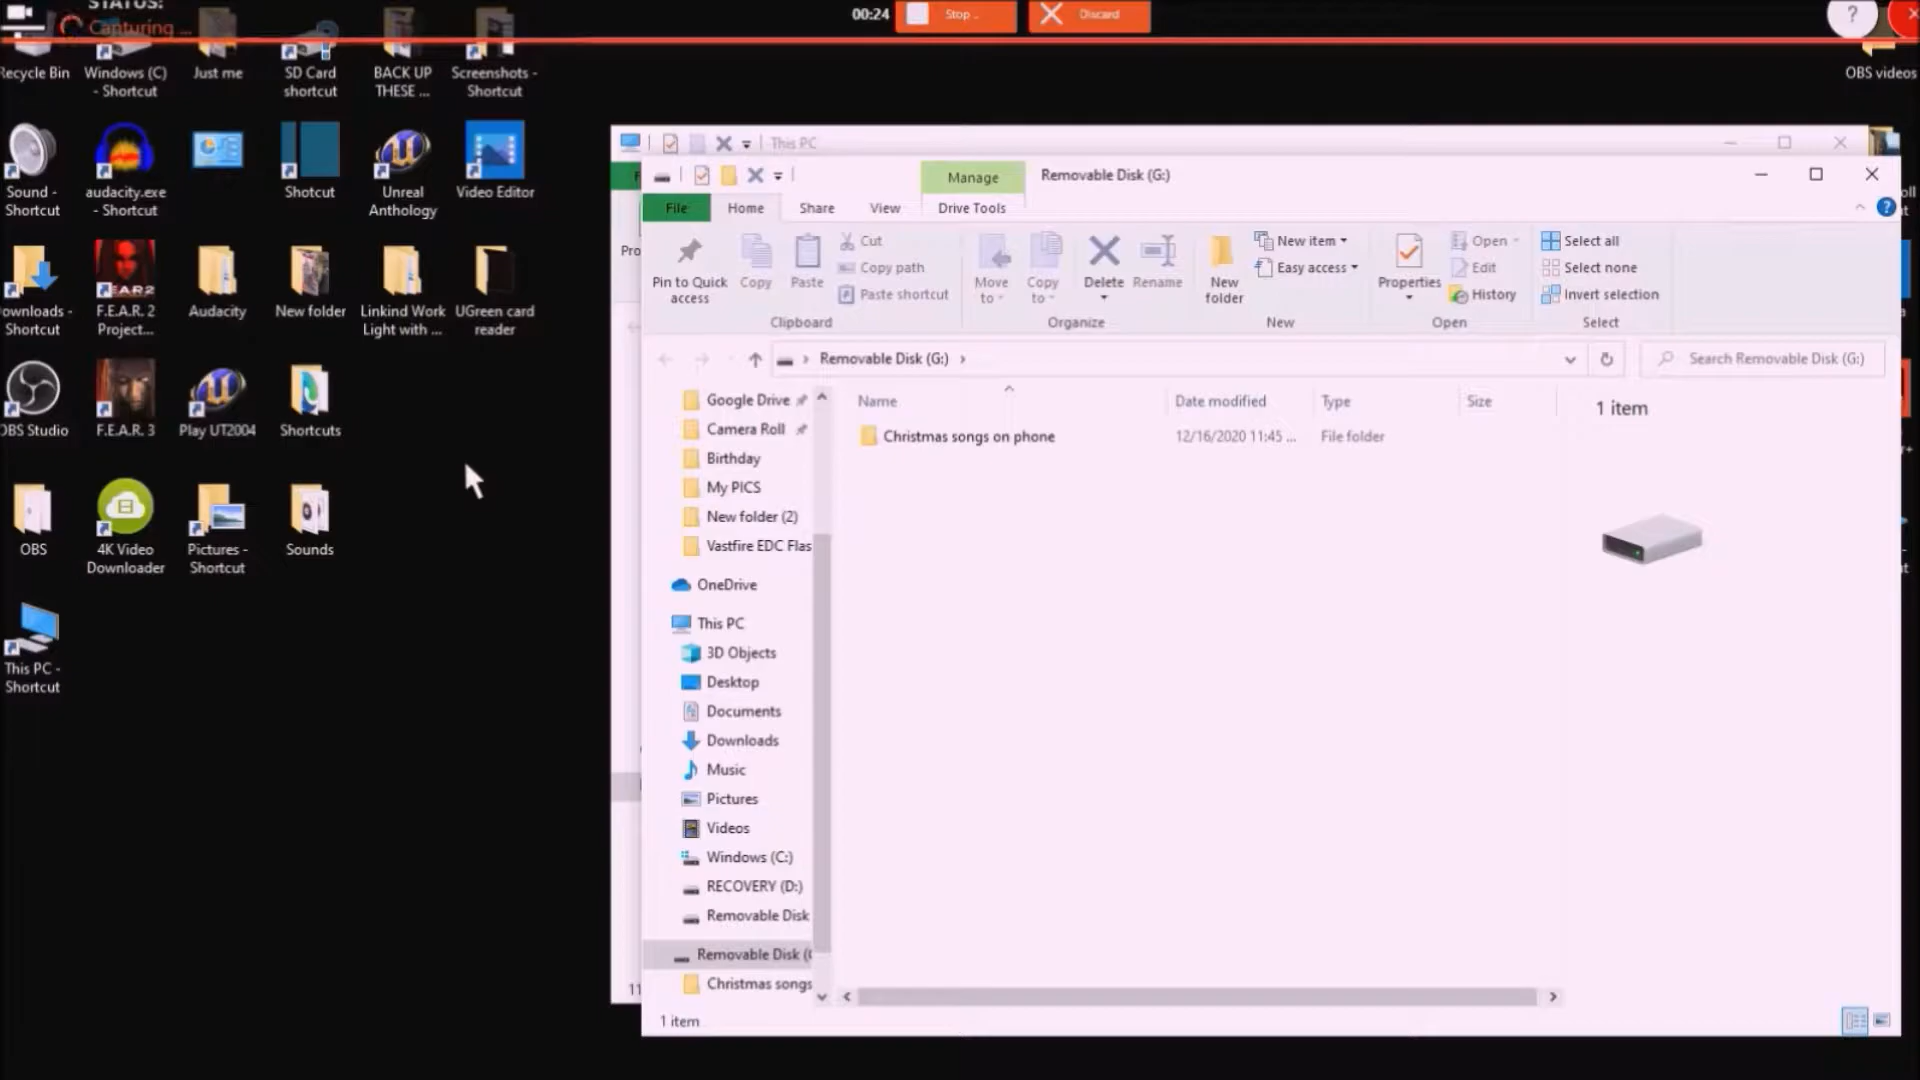 STATUS:
Capturing ...
00:24
Stop ..
Discard
?
Recycle Bin
Windows (C)
- Shortcut
Just me
SD Card
shortcut
BACK UP
THESE ...
Screenshots -
Shortcut
OBS videos
Sound -
Shortcut
audacity.exe
- Shortcut
Shotcut
Unreal
Anthology
Video Editor
Downloads -
Shortcut
F.E.A.R. 2
Project...
Audacity
New folder
Linkind Work
Light with ...
UGreen card
reader
OBS Studio
F.E.A.R. 3
Play UT2004
Shortcuts
OBS
4K Video
Downloader
Pictures -
Shortcut
Sounds
This PC -
Shortcut
This PC
Manage
Removable Disk (G:)
File
Home
Share
View
Drive Tools
Pro
Pin to Quick
access
Copy
Paste
Cut
Copy path
Paste shortcut
Clipboard
Move
to
Copy
to
Delete
Rename
Organize
New
folder
New item
Easy access
New
Properties
Open
Edit
History
Open
Select all
Select none
Invert selection
Select
Removable Disk (G:)
Search Removable Disk (G:)
Google Drive
Camera Roll
Birthday
My PICS
New folder (2)
Vastfire EDC Flas
OneDrive
This PC
3D Objects
Desktop
Documents
Downloads
Music
Pictures
Videos
Windows (C:)
RECOVERY (D:)
Removable Disk
Removable Disk (
Christmas songs
Name
Date modified
Type
Size
Christmas songs on phone
12/16/2020 11:45 ...
File folder
1 item
11
1 item